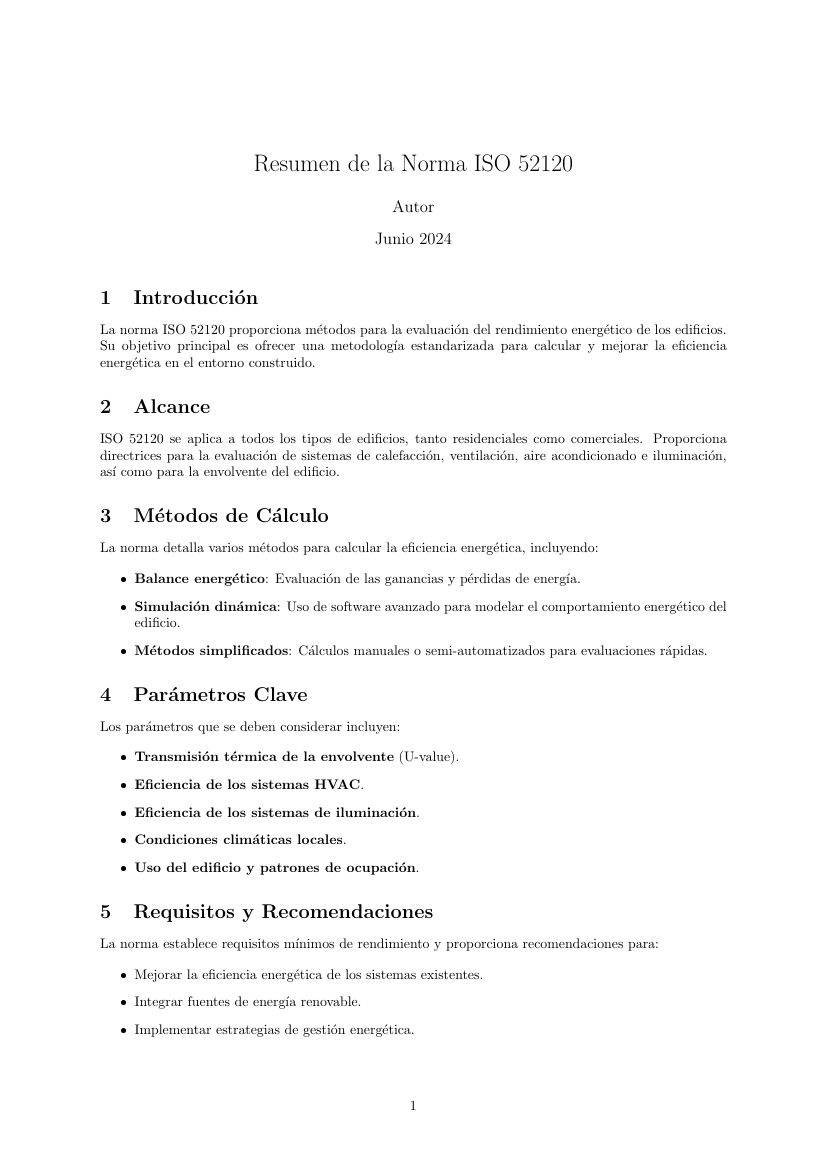 Resumen de la Norma ISO 52120
Autor
Junio 2024
1 Introducción
La norma ISO 52120 proporciona métodos para la evaluación del rendimiento energético de los edificios.
Su objetivo principal es ofrecer una metodología estandarizada para calcular y mejorar la eficiencia
energética en el entorno construido.
2 Alcance
ISO 52120 se aplica a todos los tipos de edificios, tanto residenciales como comerciales. Proporciona
directrices para la evaluación de sistemas de calefacción, ventilación, aire acondicionado e iluminación,
así como para la envolvente del edificio.
3 Métodos de Cálculo
La norma detalla varios métodos para calcular la eficiencia energética, incluyendo:
• Balance energético: Evaluación de las ganancias y pérdidas de energía.
• Simulación dinámica: Uso de software avanzado para modelar el comportamiento energético del
edificio.
• Métodos simplificados: Cálculos manuales o semi-automatizados para evaluaciones rápidas.
4 Parámetros Clave
Los parámetros que se deben considerar incluyen:
• Transmisión térmica de la envolvente (U-value).
• Eficiencia de los sistemas HVAC.
• Eficiencia de los sistemas de iluminación.
• Condiciones climáticas locales.
• Uso del edificio y patrones de ocupación.
5 Requisitos y Recomendaciones
La norma establece requisitos mínimos de rendimiento y proporciona recomendaciones para:
• Mejorar la eficiencia energética de los sistemas existentes.
• Integrar fuentes de energía renovable.
• Implementar estrategias de gestión energética.
1